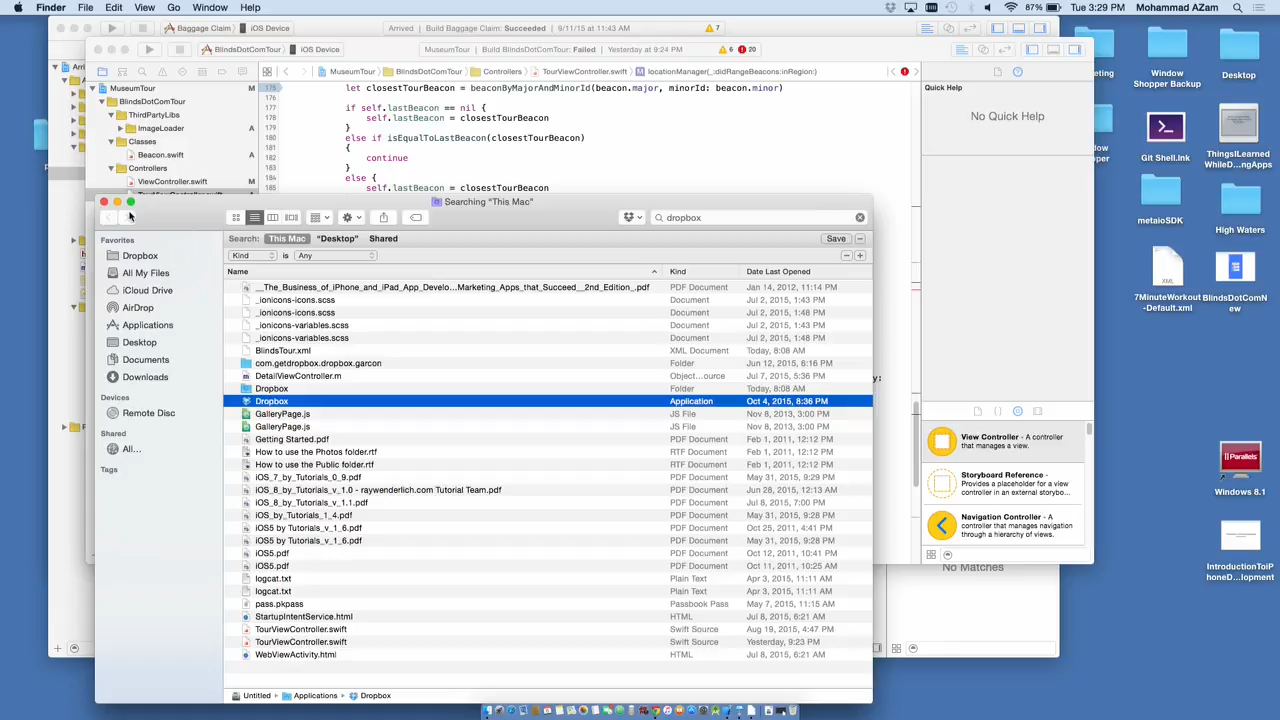 Finder File Edit View Go Window Help 87% Tue 3:29 PM Mohammad AZam
Baggage Claim iOS Device Arrived Build Baggage Claim: Succeeded 9/11/15 at 11:43 AM 7
BlindsDotComTour iOS Device MuseumTour Build BlindsDotComTour: Failed Yesterday at 9:24 PM 6 20
MuseumTour BlindsDotComTour Controllers TourViewController.swift locationManager(_:didRangeBeacons:inRegion:)
MuseumTour M
BlindsDotComTour
ThirdPartyLibs
ImageLoader A
Classes
Beacon.swift A
Controllers
ViewController.swift M
175 let closestTourBeacon = beaconByMajorAndMinorId(beacon.major, minorId: beacon.minor)
176
177 if self.lastBeacon == nil {
178 self.lastBeacon = closestTourBeacon
179 }
180 else if isEqualToLastBeacon(closestTourBeacon)
181 {
182 continue
183 }
184 else {
185 self.lastBeacon = closestTourBeacon
Quick Help
No Quick Help
View Controller - A controller
that manages a view.
Storyboard Reference -
Provides a placeholder for a view
controller in an external storybo...
Navigation Controller - A
controller that manages navigation
through a hierarchy of views.
No Matches
Searching "This Mac"
dropbox
Search: This Mac "Desktop" Shared Save
Kind is Any
Name Kind Date Last Opened
Favorites
Dropbox
All My Files
iCloud Drive
AirDrop
Applications
Desktop
Documents
Downloads
Devices
Remote Disc
Shared
All...
Tags
__The_Business_of_iPhone_and_iPad_App_Develo...Marketing_Apps_that_Succeed__2nd_Edition_.pdf PDF Document Jan 14, 2012, 11:14 PM
_ionicons-icons.scss Document Jul 2, 2015, 1:43 PM
_ionicons-icons.scss Document Jul 2, 2015, 1:48 PM
_ionicons-variables.scss Document Jul 2, 2015, 1:43 PM
_ionicons-variables.scss Document Jul 2, 2015, 1:48 PM
BlindsTour.xml XML Document Today, 8:08 AM
com.getdropbox.dropbox.garcon Folder Jun 12, 2015, 6:16 PM
DetailViewController.m Object...ource Jul 7, 2015, 5:36 PM
Dropbox Folder Today, 8:08 AM
Dropbox Application Oct 4, 2015, 8:36 PM
GalleryPage.js JS File Nov 8, 2013, 3:00 PM
GalleryPage.js JS File Nov 8, 2013, 3:00 PM
Getting Started.pdf PDF Document Feb 1, 2011, 12:12 PM
How to use the Photos folder.rtf RTF Document Feb 1, 2011, 12:12 PM
How to use the Public folder.rtf RTF Document Feb 1, 2011, 12:12 PM
iOS_7_by_Tutorials_0_9.pdf PDF Document May 31, 2015, 9:29 PM
iOS_8_by_Tutorials_v_1.0 - raywenderlich.com Tutorial Team.pdf PDF Document Jun 28, 2015, 12:13 AM
iOS_8_by_Tutorials_v_1.1.pdf PDF Document Jul 8, 2015, 7:00 PM
iOS_by_Tutorials_1_4.pdf PDF Document May 31, 2015, 9:28 PM
iOS5 by Tutorials_v_1_6.pdf PDF Document Oct 25, 2011, 4:41 PM
iOS5 by Tutorials_v_1_6.pdf PDF Document May 31, 2015, 9:28 PM
iOS5.pdf PDF Document Oct 12, 2011, 10:41 PM
iOS5.pdf PDF Document Oct 11, 2011, 10:25 AM
logcat.txt Plain Text Apr 3, 2015, 11:11 AM
logcat.txt Plain Text Apr 3, 2015, 11:11 AM
pass.pkpass Passbook Pass May 7, 2015, 11:15 AM
StartupIntentService.html HTML Jul 8, 2015, 6:21 AM
TourViewController.swift Swift Source Aug 19, 2015, 4:47 PM
TourViewController.swift Swift Source Yesterday, 9:23 PM
WebViewActivity.html HTML Jul 8, 2015, 6:21 AM
Untitled Applications Dropbox
Window
Shopper Backup
Desktop
Git Shell.lnk
ThingsILearned
WhileD...ngApps
metaioSDK
High Waters
7MinuteWorkout
-Default.xml
BlindsDotComN
ew
Parallels
Windows 8.1
IntroductionToiP
honeD...lopment